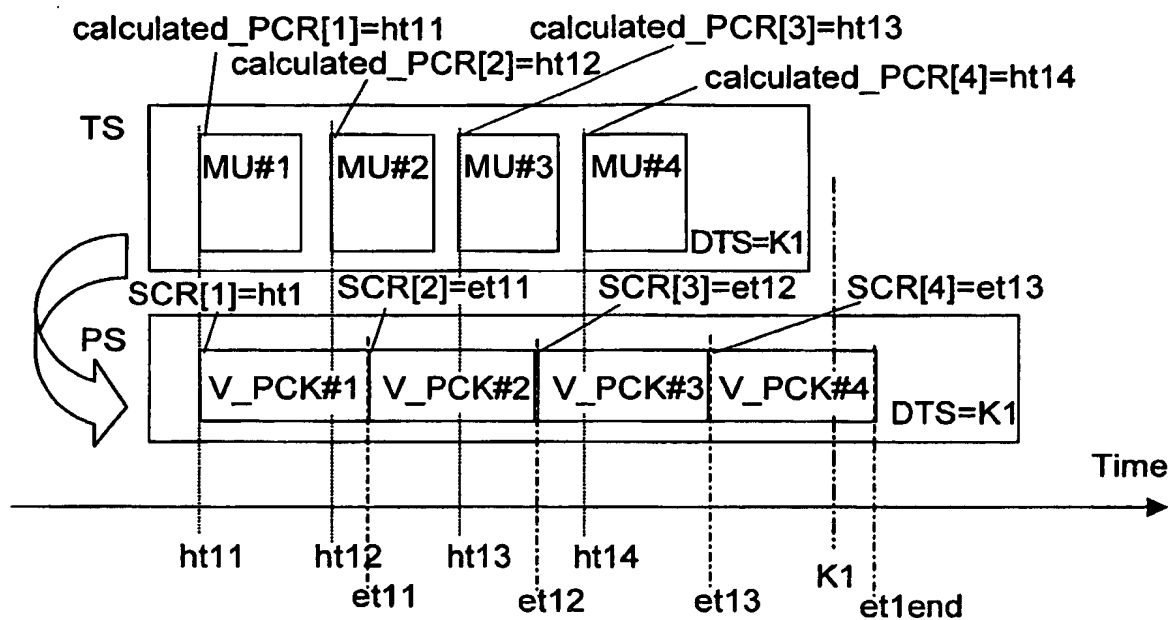 calculated_PCR[1]=ht11
calculated_PCR[3]=ht13
calculated_PCR[2]=ht12
calculated_PCR[4]=ht14
TS
MU#1
MU#2
MU#3
MU#4
DTS=K1
SCR[1]=ht1
SCR[2]=et11
SCR[3]=et12
SCR[4]=et13
PS
V_PCK#1
V_PCK#2
V_PCK#3
V_PCK#4
DTS=K1
Time
ht11
ht12
ht13
ht14
K1
et11
et12
et13
et1end